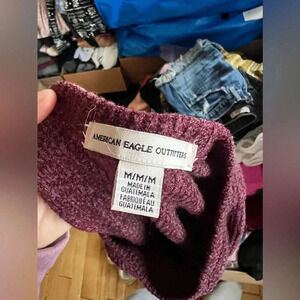 AMERICAN EAGLE OUTFITTERS
M/M/M
MADE IN
GUATEMALA
FABRIQUÉ AU
GUATEMALA